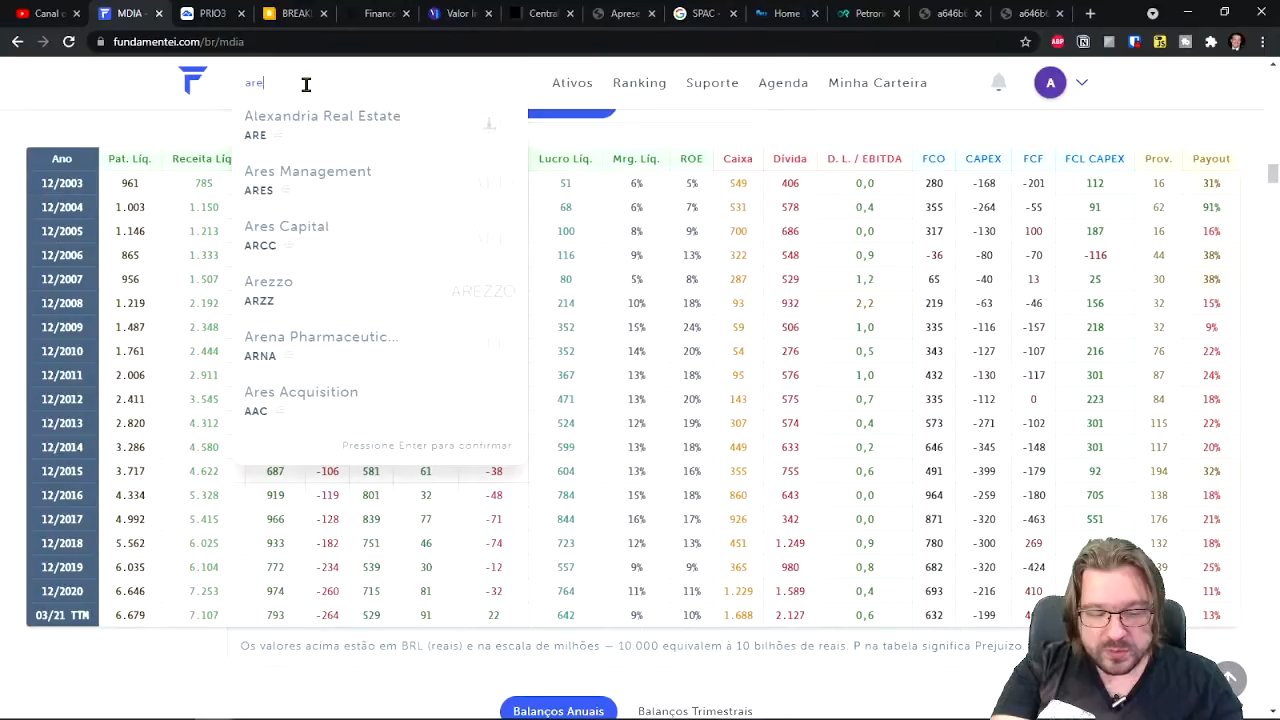 Canal d
MDIA3
PRIO3
BEAKI
Finance
Valor In
Central
Mrgese
SPAC
Home
Petróle
a646b
a646b
fundamentei.com/br/mdia
are
Ativos Ranking Suporte Agenda Minha Carteira A
Alexandria Real Estate
ARE
Ares Management
ARES
Ares Capital
ARCC
Arezzo
ARZZ
AREZZO
Arena Pharmaceutic...
ARNA
Ares Acquisition
AAC
Pressione Enter para confirmar
Ano Pat. Líq. Receita Líq Lucro Líq. Mrg. Líq. ROE Caixa Dívida D. L. / EBITDA FCO CAPEX FCF FCL CAPEX Prov. Payout
12/2003 961 785 51 6% 5% 549 406 0,0 280 -168 -201 112 16 31%
12/2004 1.003 1.150 68 6% 7% 531 578 0,4 355 -264 -55 91 62 91%
12/2005 1.146 1.213 100 8% 9% 700 686 0,0 317 -130 100 187 16 16%
12/2006 865 1.333 116 9% 13% 322 548 0,9 -36 -80 -70 -116 44 38%
12/2007 956 1.507 80 5% 8% 287 529 1,2 65 -40 13 25 30 38%
12/2008 1.219 2.192 214 10% 18% 93 932 2,2 219 -63 -46 156 32 15%
12/2009 1.487 2.348 352 15% 24% 59 506 1,0 335 -116 -157 218 32 9%
12/2010 1.761 2.444 352 14% 20% 54 276 0,5 343 -127 -107 216 76 22%
12/2011 2.006 2.911 367 13% 18% 95 576 1,0 432 -130 -117 301 87 24%
12/2012 2.411 3.545 471 13% 20% 143 575 0,7 335 -112 0 223 84 18%
12/2013 2.820 4.312 524 12% 19% 307 574 0,4 573 -271 -102 301 115 22%
12/2014 3.286 4.580 599 13% 18% 449 633 0,2 646 -345 -148 301 117 20%
12/2015 3.717 4.622 687 -106 581 61 -38 604 13% 16% 355 755 0,6 491 -399 -179 92 194 32%
12/2016 4.334 5.328 919 -119 801 32 -48 784 15% 18% 860 643 0,0 964 -259 -180 705 138 18%
12/2017 4.992 5.415 966 -128 839 77 -71 844 16% 17% 926 342 0,0 871 -320 -463 551 176 21%
12/2018 5.562 6.025 933 -182 751 46 -74 723 12% 13% 451 1.249 0,9 780 -300 269 132 18%
12/2019 6.035 6.104 772 -234 539 30 -12 557 9% 9% 365 980 0,8 682 -320 -424 25%
12/2020 6.646 7.253 974 -260 715 81 -32 764 11% 11% 1.229 1.589 0,4 693 -216 410 11%
03/21 TTM 6.679 7.107 793 -264 529 91 22 642 9% 10% 1.688 2.127 0,6 632 -199 13%
Os valores acima estão em BRL (reais) e na escala de milhões — 10 000 equivalem à 10 bilhões de reais. P na tabela significa Prejuízo.
Balanços Anuais Balanços Trimestrais